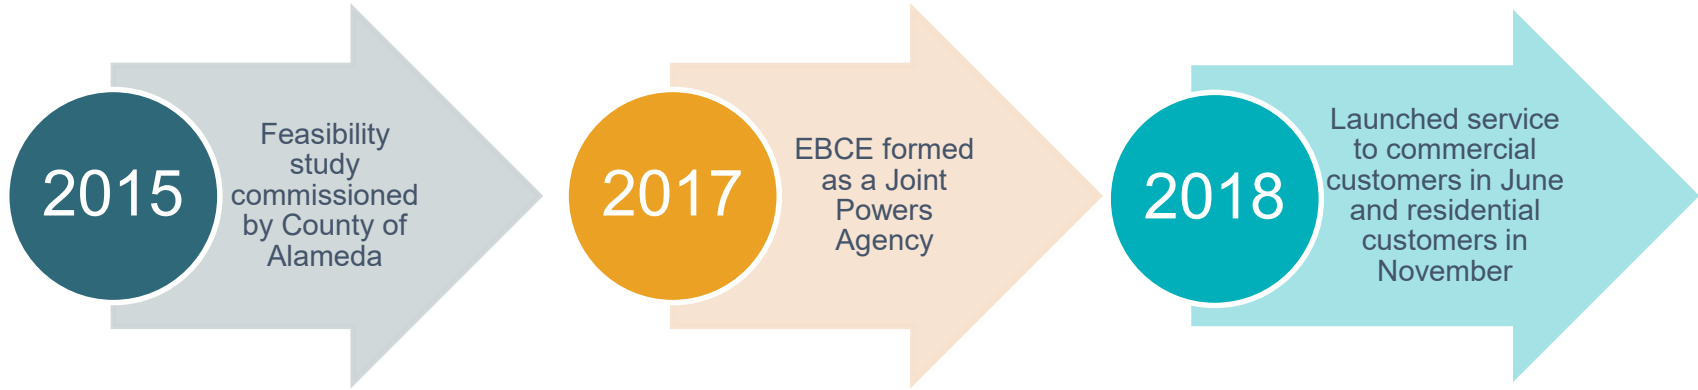 2015
Feasibility
study
commissioned
by County of
Alameda
2017
EBCE formed
as a Joint
Powers
Agency
2018
Launched service
to commercial
customers in June
and residential
customers in
November